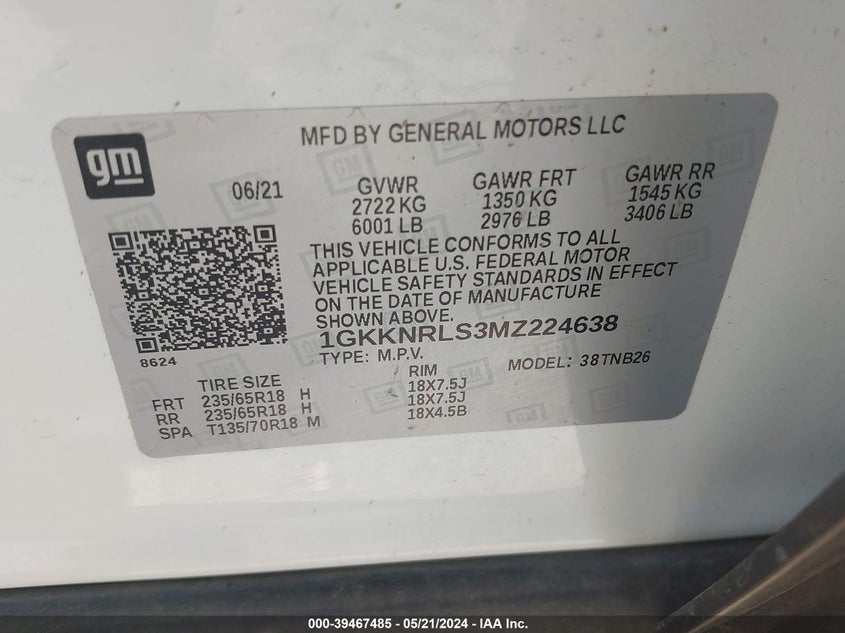 gm
MFD BY GENERAL MOTORS LLC
06/21
GVWR
2722 KG
6001 LB
GAWR FRT
1350 KG
2976 LB
GAWR RR
1545 KG
3406 LB
THIS VEHICLE CONFORMS TO ALL
APPLICABLE U.S. FEDERAL MOTOR
VEHICLE SAFETY STANDARDS IN EFFECT
ON THE DATE OF MANUFACTURE
SHOWN ABOVE.
1GKKNRLS3MZ224638
8624
TYPE: M.P.V.
MODEL: 38TNB26
TIRE SIZE RIM
FRT 235/65R18 H 18X7.5J
RR 235/65R18 H 18X7.5J
SPA T135/70R18 M 18X4.5B
000-39467485 - 05/21/2024 - IAA Inc.